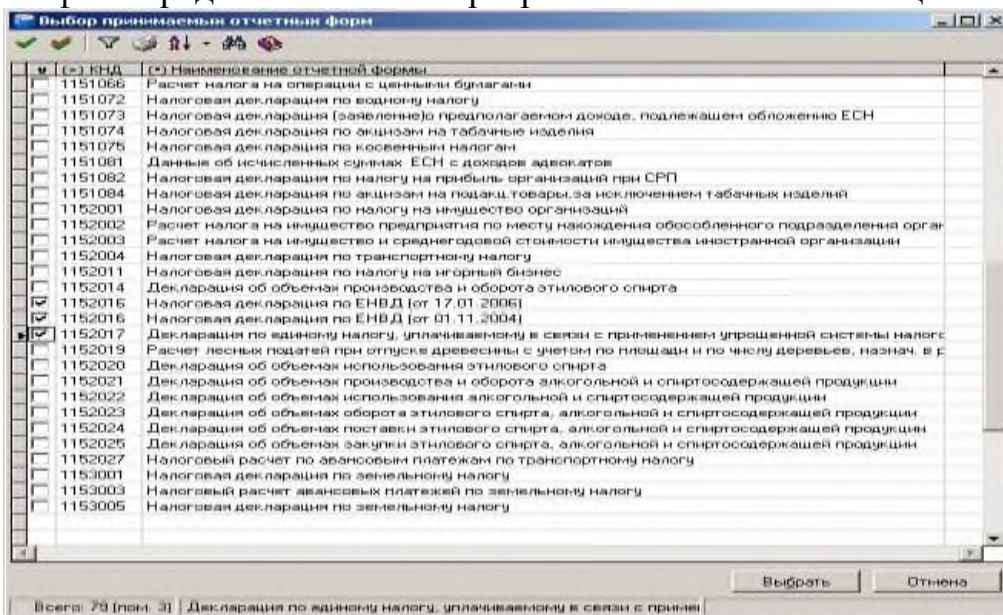 Выбор принимаемых отчетных форм
(=) КНД (*) Наименование отчетной формы
1151066 Расчет налога на операции с ценными бумагами
1151072 Налоговая декларация по водному налогу
1151073 Налоговая декларация (заявление)о предполагаемом доходе, подлежащем обложению ЕСН
1151074 Налоговая декларация по акцизам на табачные изделия
1151075 Налоговая декларация по косвенным налогам
1151081 Данные об исчисленных суммах ЕСН с доходов адвокатов
1151082 Налоговая декларация по налогу на прибыль организаций при СРП
1151084 Налоговая декларация по акцизам на подакц.товары,за исключением табачных изделий
1152001 Налоговая декларация по налогу на имущество организаций
1152002 Расчет налога на имущество предприятия по месту нахождения обособленного подразделения орган
1152003 Расчет налога на имущество и среднегодовой стоимости имущества иностранной организации
1152004 Налоговая декларация по транспортному налогу
1152011 Налоговая декларация по налогу на игорный бизнес
1152014 Декларация об объемах производства и оборота этилового спирта
1152016 Налоговая декларация по ЕНВД (от 17.01.2006)
1152016 Налоговая декларация по ЕНВД (от 01.11.2004)
1152017 Декларация по единому налогу, уплачиваемому в связи с применением упрощенной системы налого
1152019 Расчет лесных податей при отпуске древесины с учетом по площади и по числу деревьев, назнач. в р
1152020 Декларация об объемах использования этилового спирта
1152021 Декларация об объемах производства и оборота алкогольной и спиртосодержащей продукции
1152022 Декларация об объемах использования алкогольной и спиртосодержащей продукции
1152023 Декларация об объемах оборота этилового спирта, алкогольной и спиртосодержащей продукции
1152024 Декларация об объемах поставки этилового спирта, алкогольной и спиртосодержащей продукции
1152025 Декларация об объемах закупки этилового спирта, алкогольной и спиртосодержащей продукции
1152027 Налоговый расчет по авансовым платежам по транспортному налогу
1153001 Налоговая декларация по земельному налогу
1153003 Налоговый расчет авансовых платежей по земельному налогу
1153005 Налоговая декларация по земельному налогу
Выбрать Отмена
Всего: 79 (пом. 3) Декларация по единому налогу, уплачиваемому в связи с примен